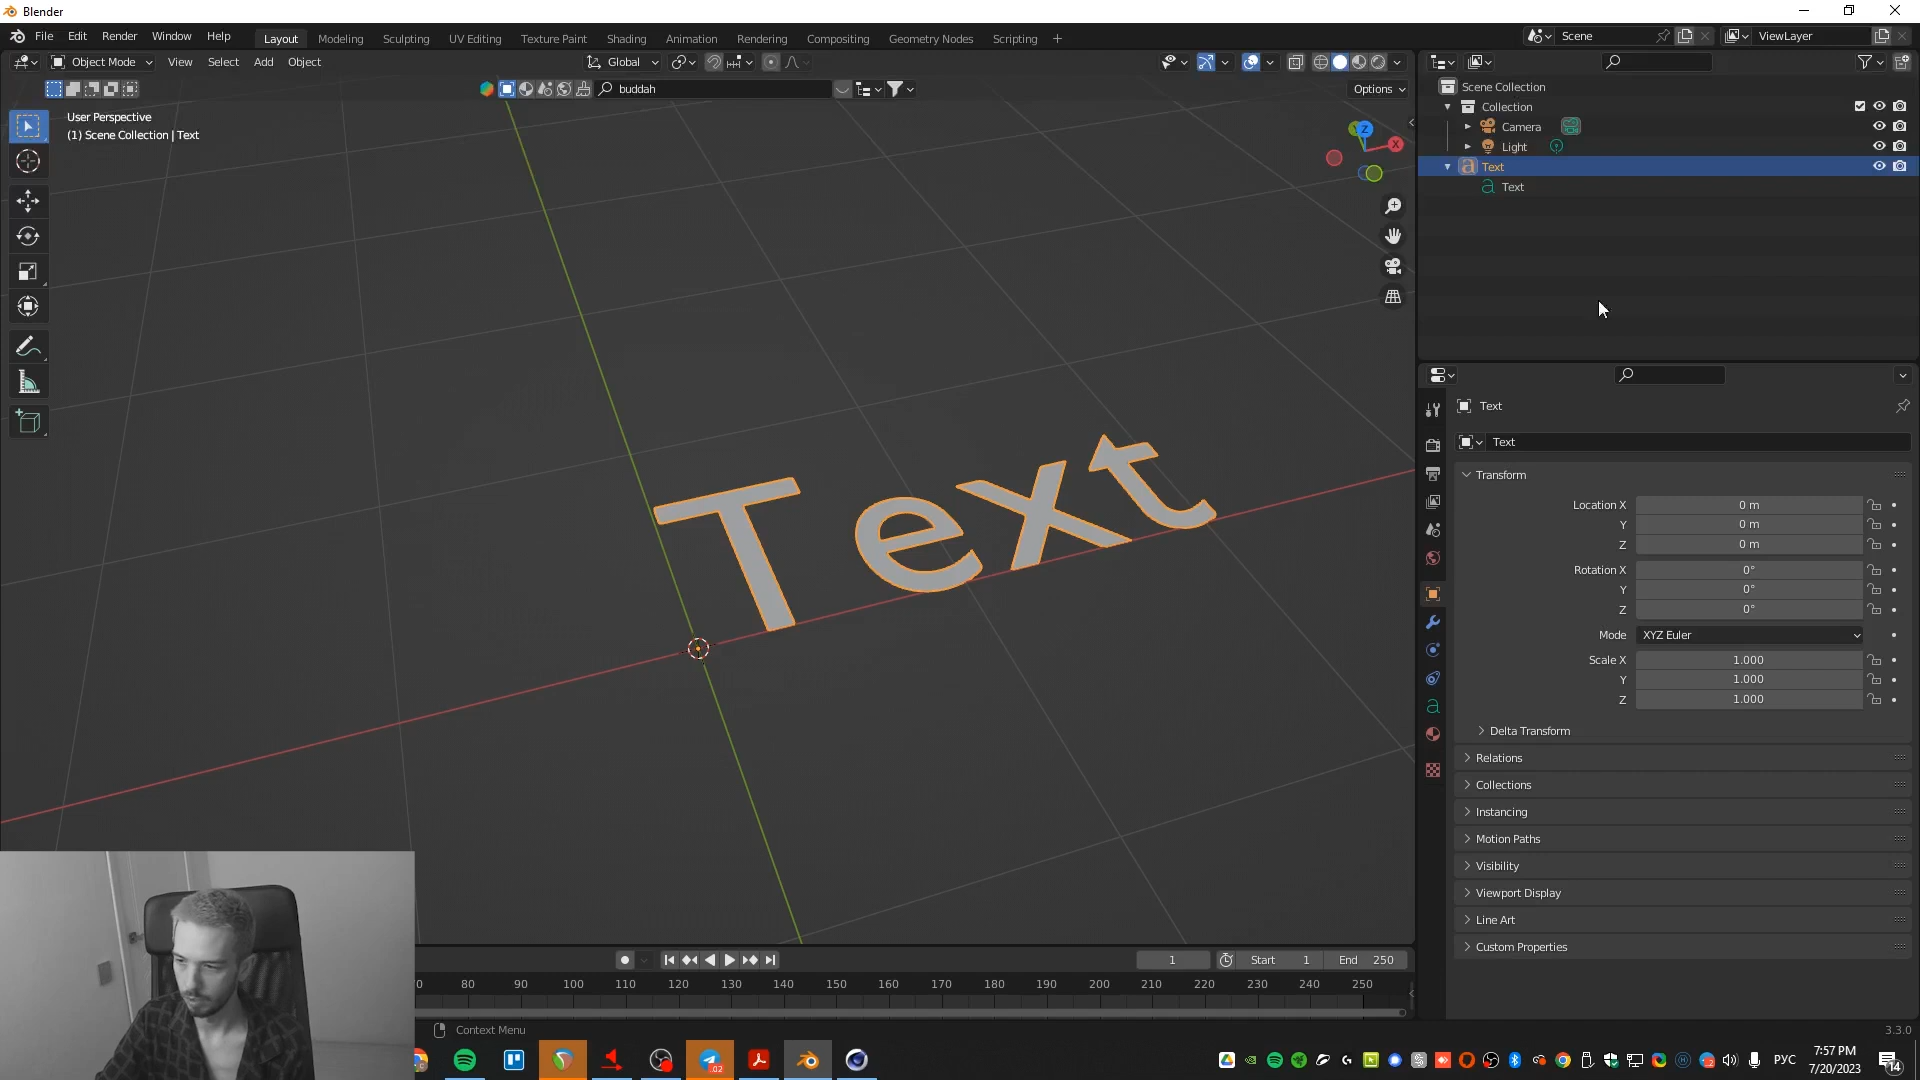 Blender
File Edit Render Window Help
Layout Modeling Sculpting UV Editing Texture Paint Shading Animation Rendering Compositing Geometry Nodes Scripting +
Scene
ViewLayer
Object Mode View Select Add Object
Global
buddah
Options
User Perspective
(1) Scene Collection | Text
Z
X
Text
Scene Collection
Collection
Camera
Light
Text
Text
Text
Text
Transform
Location X 0 m
Y 0 m
Z 0 m
Rotation X 0°
Y 0°
Z 0°
Mode XYZ Euler
Scale X 1.000
Y 1.000
Z 1.000
Delta Transform
Relations
Collections
Instancing
Motion Paths
Visibility
Viewport Display
Line Art
Custom Properties
1 Start 1 End 250
0 80 90 100 110 120 130 140 150 160 170 180 190 200 210 220 230 240 250
Context Menu
3.3.0
РУС
7:57 PM
7/20/2023
14